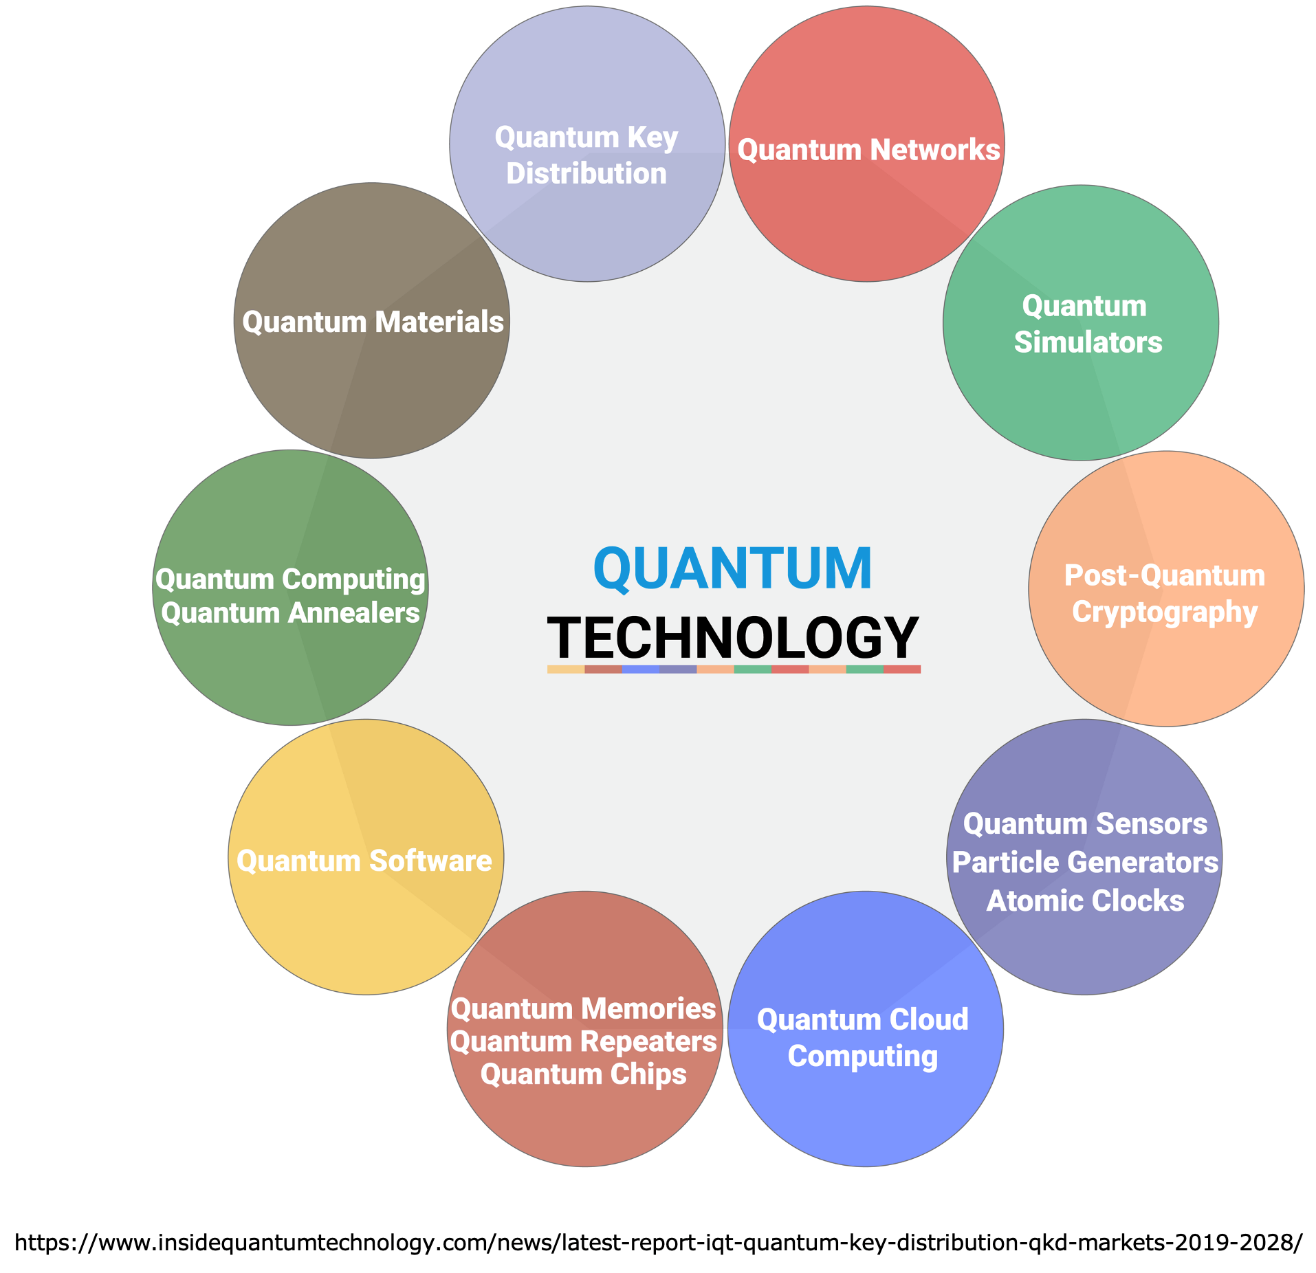 Quantum Key
Distribution
Quantum Networks
Quantum Materials
Quantum
Simulators
Quantum Computing
Quantum Annealers
QUANTUM
TECHNOLOGY
Post-Quantum
Cryptography
Quantum Software
Quantum Sensors
Particle Generators
Atomic Clocks
Quantum Memories
Quantum Repeaters
Quantum Chips
Quantum Cloud
Computing
https://www.insidequantumtechnology.com/news/latest-report-iqt-quantum-key-distribution-qkd-markets-2019-2028/